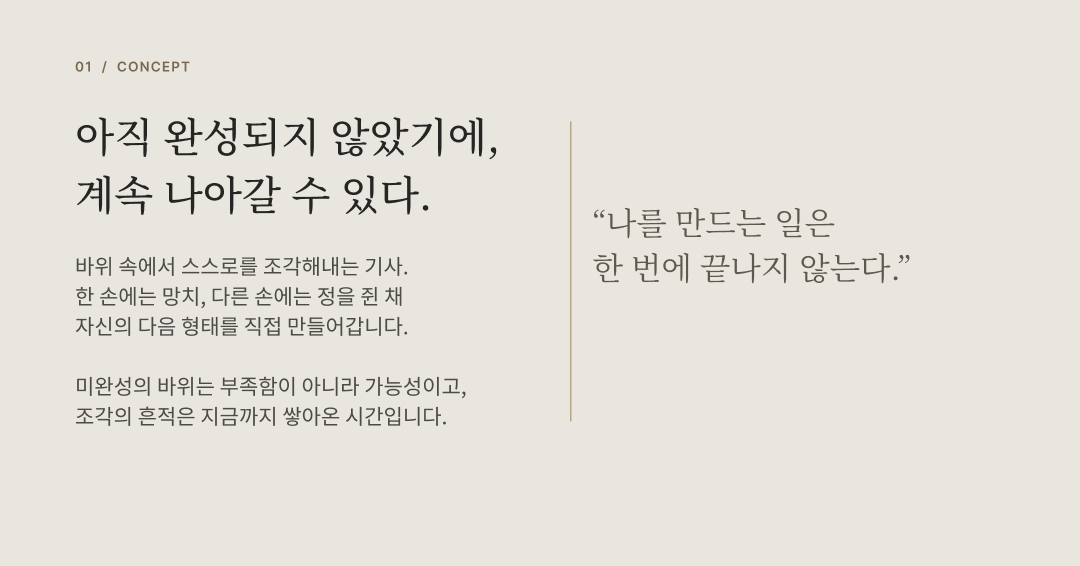 01 / CONCEPT
아직 완성되지 않았기에,
계속 나아갈 수 있다.
바위 속에서 스스로를 조각해내는 기사.
한 손에는 망치, 다른 손에는 정을 쥔 채
자신의 다음 형태를 직접 만들어갑니다.
미완성의 바위는 부족함이 아니라 가능성이고,
조각의 흔적은 지금까지 쌓아온 시간입니다.
“나를 만드는 일은
한 번에 끝나지 않는다.”